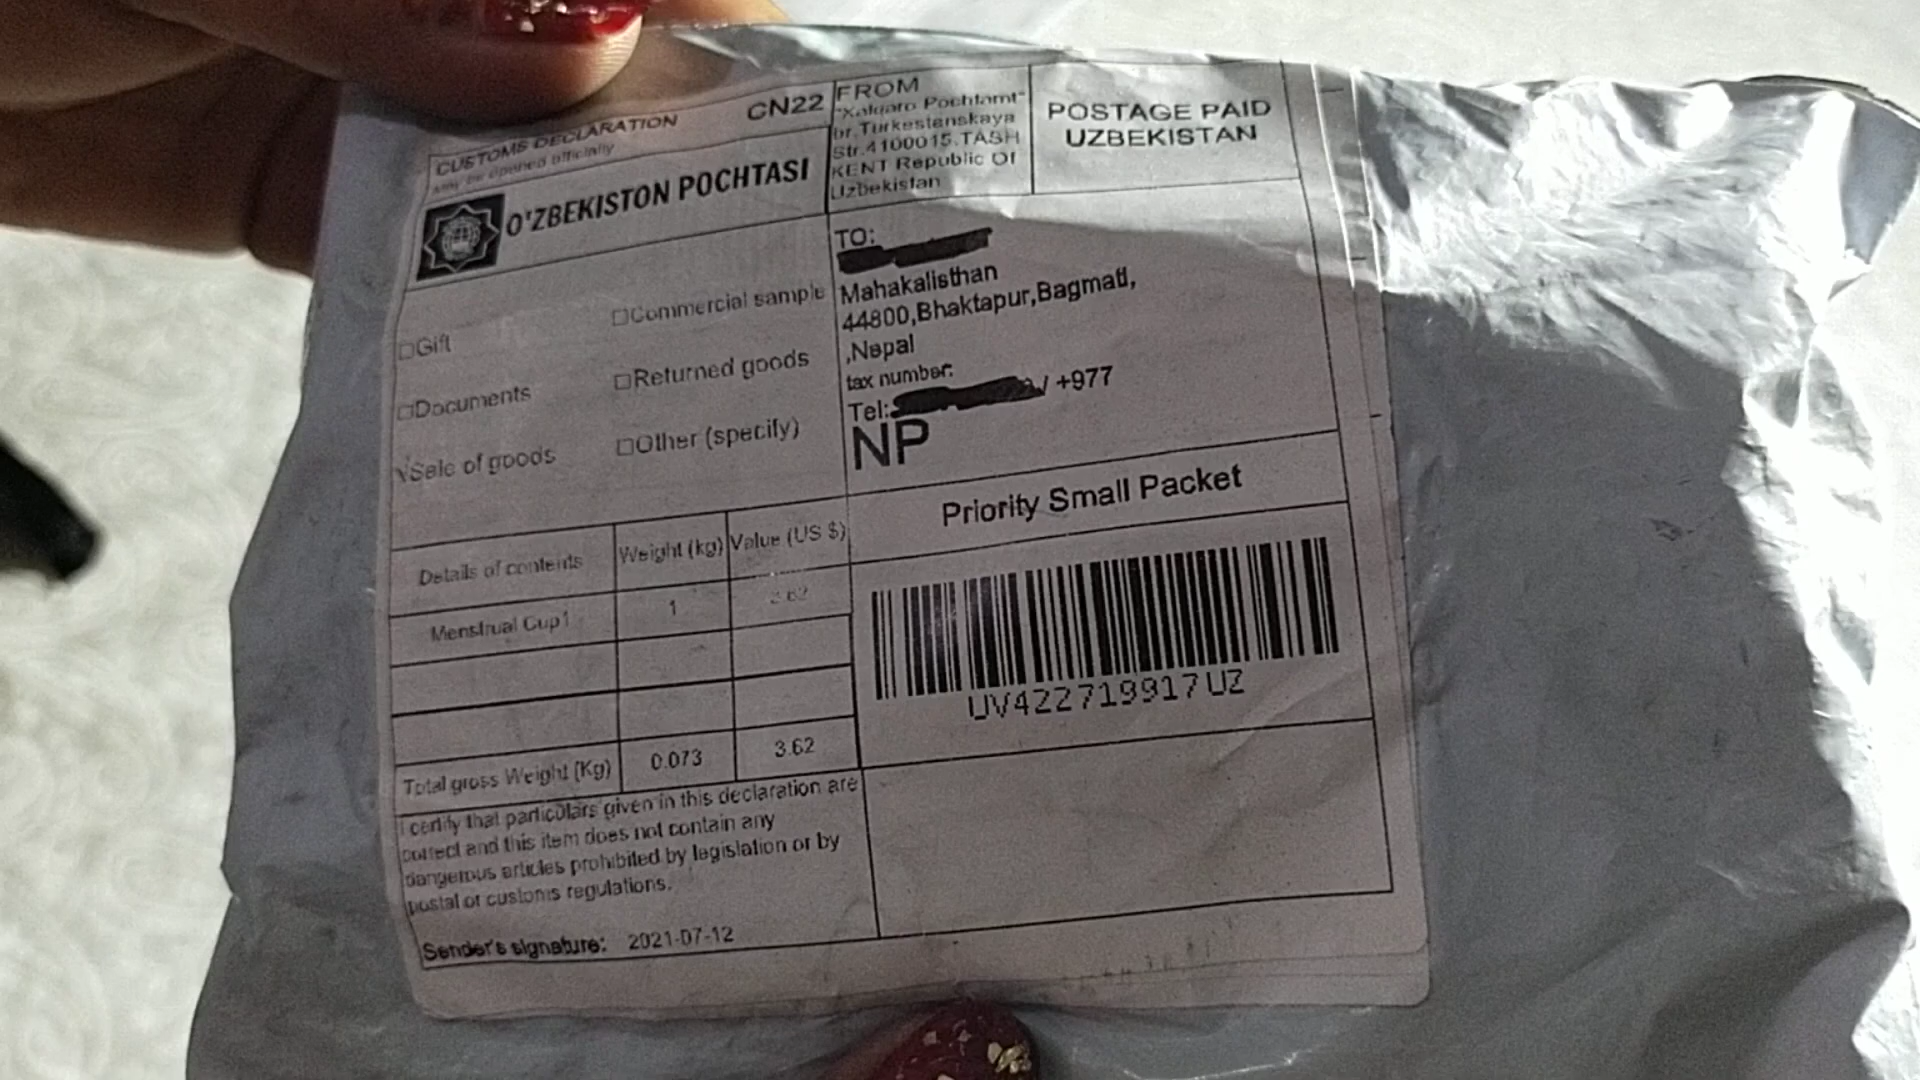 CUSTOMS DECLARATION
May be opened officially
CN22
O'ZBEKISTON POCHTASI
FROM
"Xalqaro Pochtamt"
br.Turkestanskaya
Str.4100015.TASH
KENT Republic Of
Uzbekistan
POSTAGE PAID
UZBEKISTAN
TO:
Mahakalisthan
44800,Bhaktapur,Bagmati,
,Nepal
tax number:
Tel: / +977
NP
□Gift
□Commercial sample
□Documents
□Returned goods
√Sale of goods
□Other (specify)
Priority Small Packet
UV422719917UZ
Details of contents Weight (kg) Value (US $)
Menstrual Cup1 1
Total gross Weight (Kg) 0.073 3.62
I certify that particulars given in this declaration are
correct and this item does not contain any
dangerous articles prohibited by legislation or by
postal or customs regulations.
Sender's signature: 2021-07-12